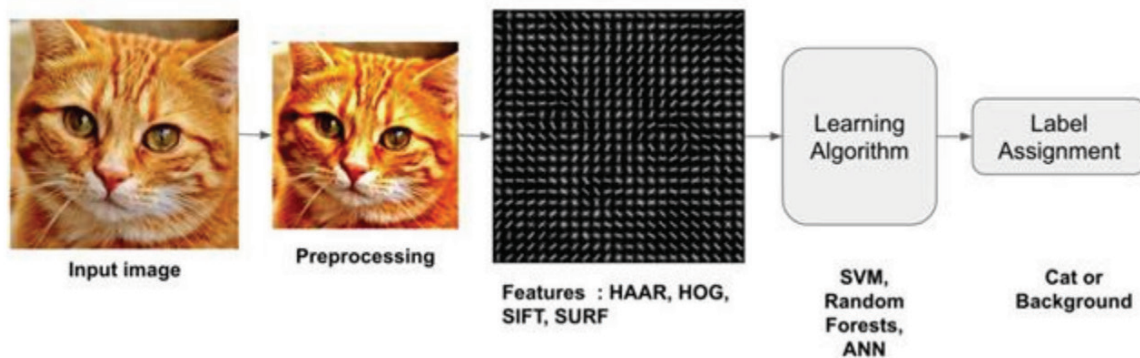 Input image
Preprocessing
Features : HAAR, HOG,
SIFT, SURF
Learning
Algorithm
SVM,
Random
Forests,
ANN
Label
Assignment
Cat or
Background